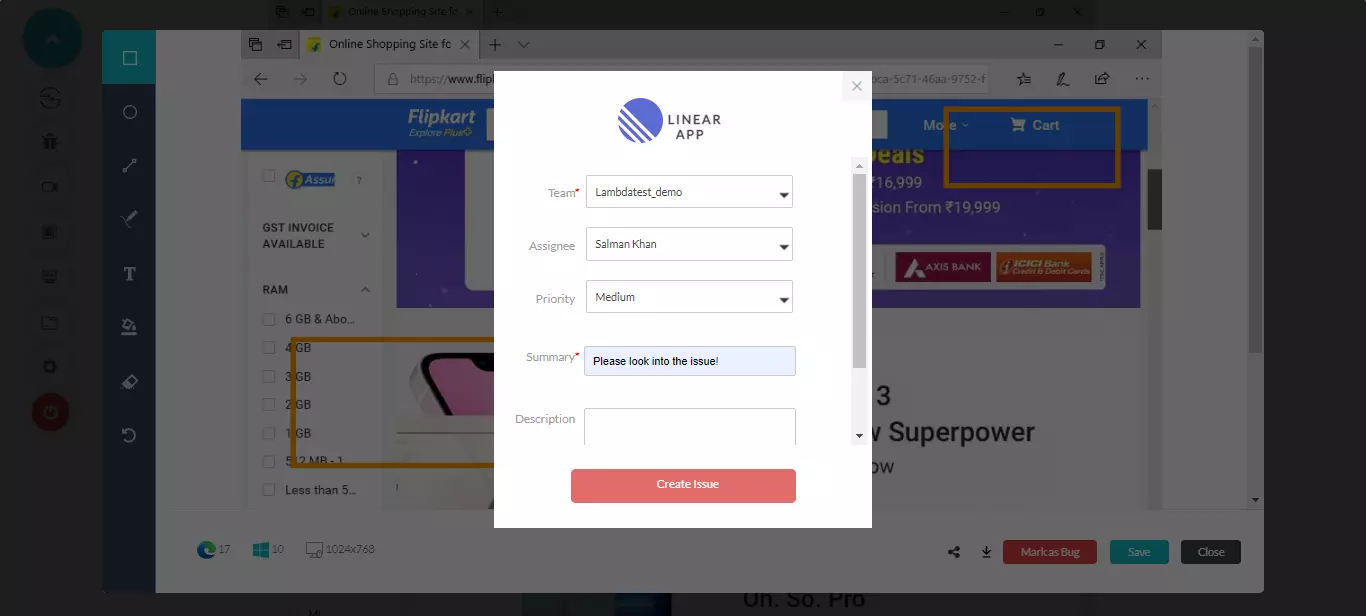 Online Shopping Site fo
Online Shopping Site fo
https://www.flipk
oca-5c71-46aa-9752-f
Flipkart
Explore Plus
More
Cart
LINEAR
APP
Deals
Assur
?
₹16,999
sion From ₹19,999
Team*
Lambdatest_demo
GST INVOICE
AVAILABLE
Assignee
Salman Khan
AXIS BANK
ICICI Bank
Credit & Debit Cards
RAM
Priority
Medium
6 GB & Abo...
4 GB
3 GB
2 GB
1 GB
512 MB - 1
Less than 5...
Summary*
Please look into the issue!
Description
3
w Superpower
ow
Create Issue
T
17
10
1024x768
Mark as Bug
Save
Close
Oh. So. Pro